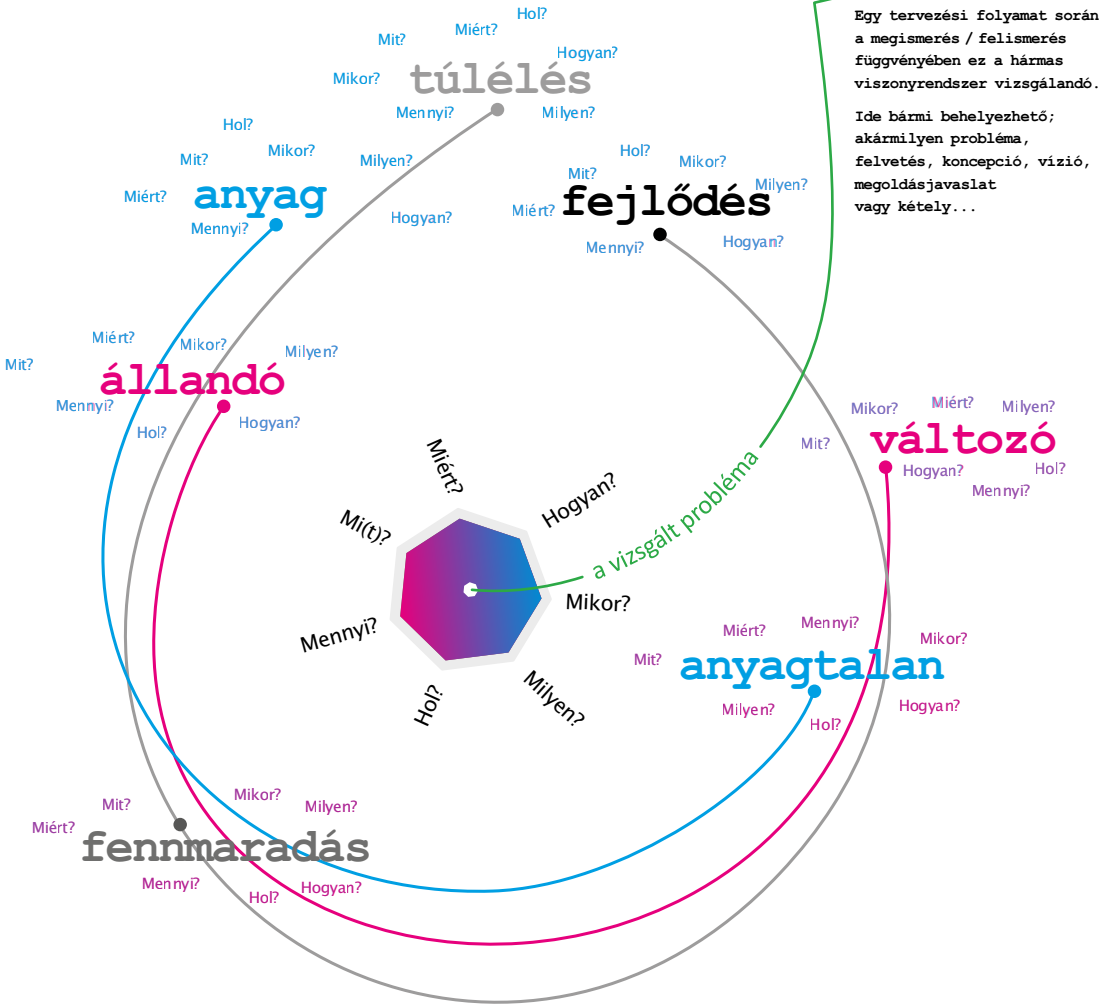 Egy tervezési folyamat során
a megismerés / felismerés
függvényében ez a hármas
viszonyrendszer vizsgálandó.
Ide bármi behelyezhető;
akármilyen probléma,
felvetés, koncepció, vízió,
megoldásjavaslat
vagy kétely...
Hol?
Miért?
Mit?
Hogyan?
Mikor?
túlélés
Mennyi?
Milyen?
Hol?
Mikor?
Mit?
Milyen?
Miért?
anyag
Mennyi?
Hogyan?
Hol?
Mikor?
Mit?
Milyen?
Miért?
fejlődés
Mennyi?
Hogyan?
Miért?
Mikor?
Milyen?
Mit?
állandó
Mennyi?
Hol?
Hogyan?
Mikor?
Miért?
Milyen?
Mit?
változó
Hogyan?
Hol?
Mennyi?
Miért?
Hogyan?
Mi(t)?
a vizsgált probléma
Mikor?
Mennyi?
Hol?
Milyen?
Miért?
Mennyi?
Mikor?
Mit?
anyagtalan
Milyen?
Hol?
Hogyan?
Mit?
Mikor?
Milyen?
Miért?
fennmaradás
Mennyi?
Hol?
Hogyan?